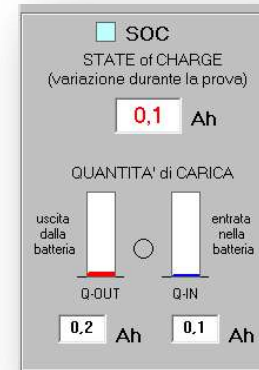 SOC
STATE of CHARGE
(variazione durante la prova)
0,1 Ah
QUANTITA' di CARICA
uscita
dalla
batteria
entrata
nella
batteria
Q-OUT Q-IN
0,2 Ah 0,1 Ah